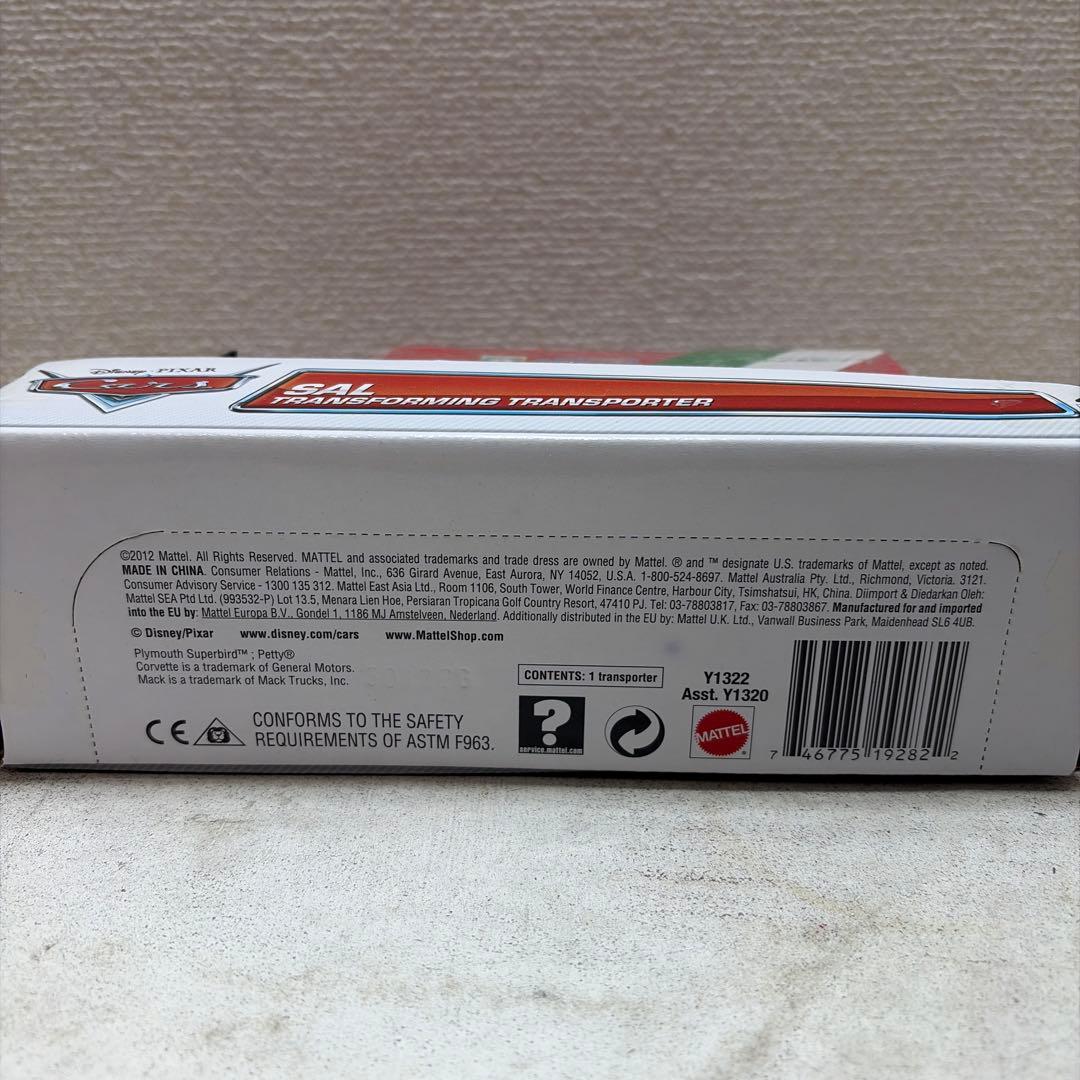 Disney · PIXAR
Cars
SAL
TRANSFORMING TRANSPORTER
©2012 Mattel. All Rights Reserved. MATTEL and associated trademarks and trade dress are owned by Mattel. ® and ™ designate U.S. trademarks of Mattel, except as noted.
MADE IN CHINA. Consumer Relations - Mattel, Inc., 636 Girard Avenue, East Aurora, NY 14052, U.S.A. 1-800-524-8697. Mattel Australia Pty. Ltd., Richmond, Victoria. 3121.
Consumer Advisory Service - 1300 135 312. Mattel East Asia Ltd., Room 1106, South Tower, World Finance Centre, Harbour City, Tsimshatsui, HK, China. Diimport & Diedarkan Oleh:
Mattel SEA Ptd Ltd. (993532-P) Lot 13.5, Menara Lien Hoe, Persiaran Tropicana Golf Country Resort, 47410 PJ. Tel: 03-78803817, Fax: 03-78803867. Manufactured for and imported
into the EU by: Mattel Europa B.V., Gondel 1, 1186 MJ Amstelveen, Nederland. Additionally distributed in the EU by: Mattel U.K. Ltd., Vanwall Business Park, Maidenhead SL6 4UB.
© Disney/Pixar www.disney.com/cars www.MattelShop.com
Plymouth Superbird™ ; Petty®
Corvette is a trademark of General Motors.
Mack is a trademark of Mack Trucks, Inc.
CONTENTS: 1 transporter
Y1322
Asst. Y1320
CE
CONFORMS TO THE SAFETY
REQUIREMENTS OF ASTM F963.
?
service.mattel.com
MATTEL
7 46775 19282 2